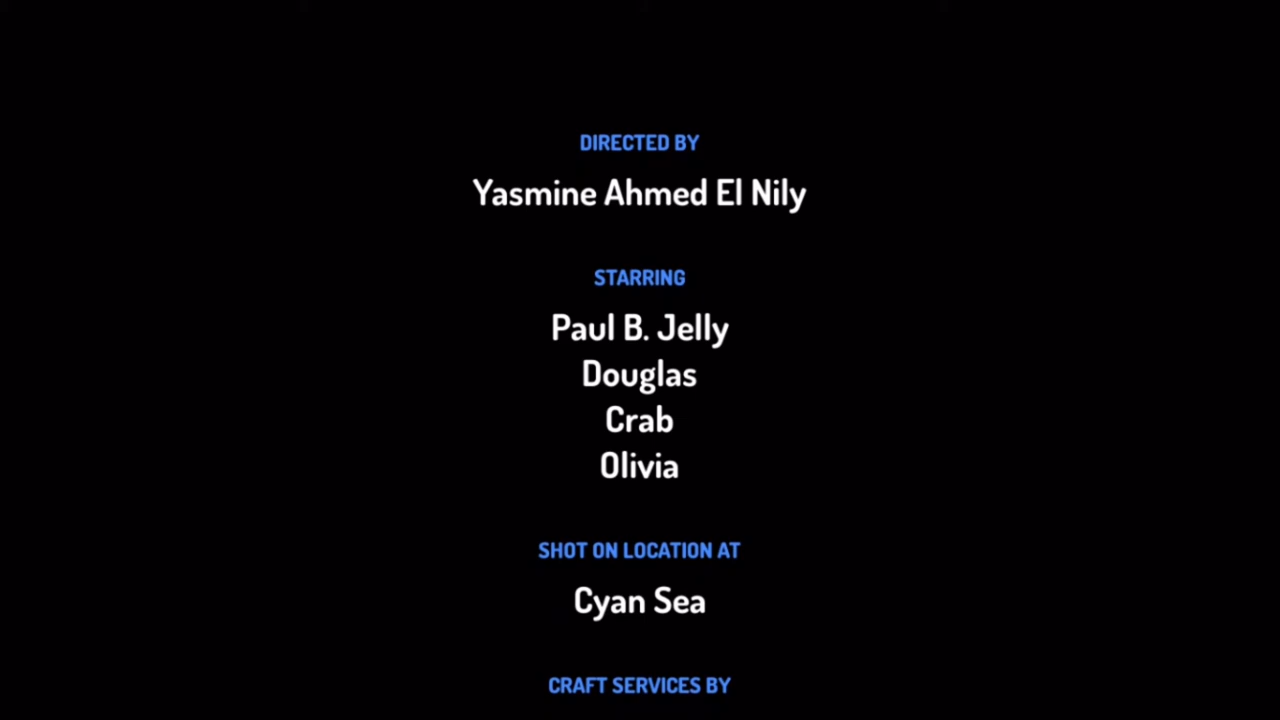 DIRECTED BY
Yasmine Ahmed El Nily
STARRING
Paul B. Jelly
Douglas
Crab
Olivia
SHOT ON LOCATION AT
Cyan Sea
CRAFT SERVICES BY